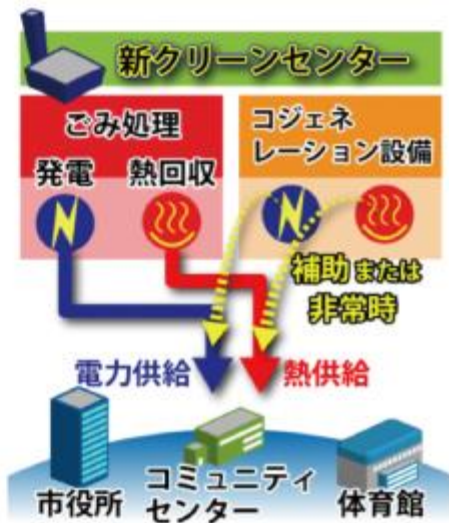 新クリーンセンター
ごみ処理
発電
熱回収
コジェネ
レーション設備
補助または
非常時
電力供給
熱供給
市役所
コミュニティ
センター
体育館